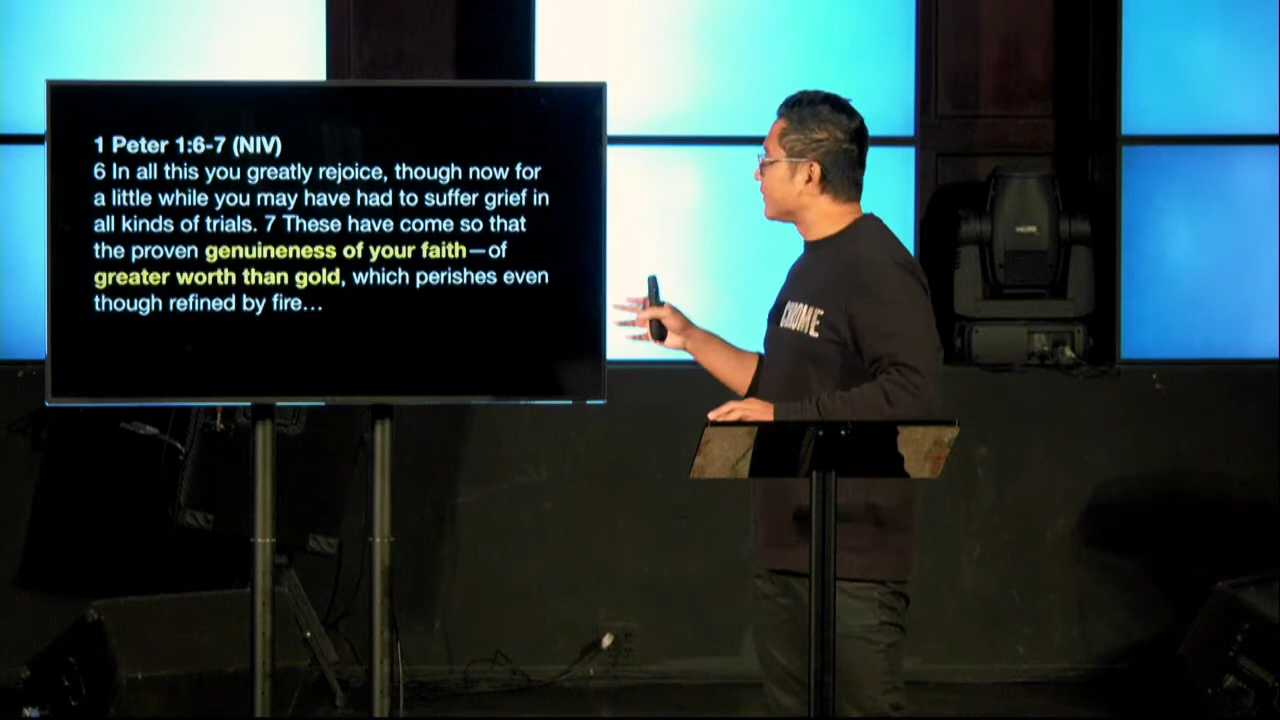 1 Peter 1:6-7 (NIV)
6 In all this you greatly rejoice, though now for
a little while you may have had to suffer grief in
all kinds of trials. 7 These have come so that
the proven genuineness of your faith—of
greater worth than gold, which perishes even
though refined by fire…
CHROME